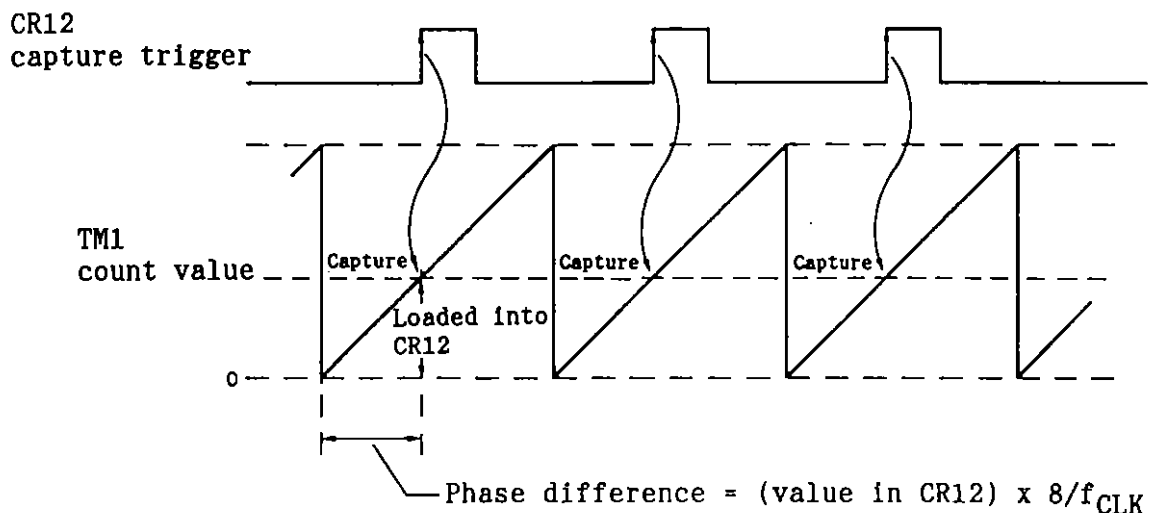 CR12
capture trigger
TM1
count value
Capture
Capture
Capture
Loaded into
CR12
0
Phase difference = (value in CR12) x 8/fCLK